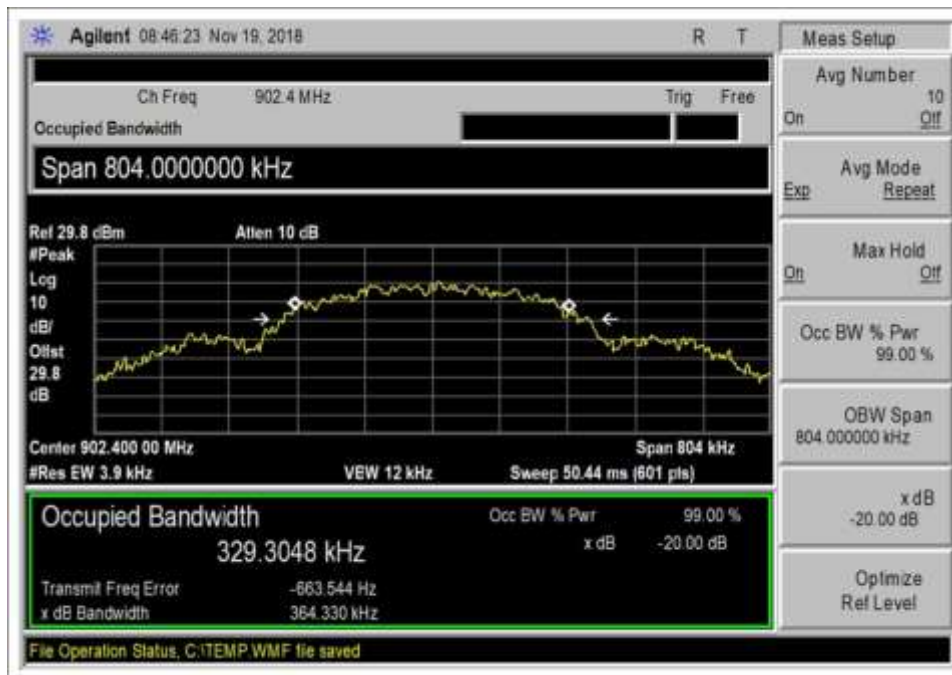 Agilent 08:46:23 Nov 19, 2018 R T
Ch Freq 902.4 MHz Trig Free
Occupied Bandwidth
Span 804.0000000 kHz
Ref 29.8 dBm Atten 10 dB
#Peak
Log
10
dB/
Offst
29.8
dB
Center 902.400 00 MHz Span 804 kHz
#Res BW 3.9 kHz VBW 12 kHz Sweep 50.44 ms (601 pts)
Occupied Bandwidth
329.3048 kHz
Occ BW % Pwr 99.00 %
x dB -20.00 dB
Transmit Freq Error -663.544 Hz
x dB Bandwidth 364.330 kHz
File Operation Status, C:\TEMP.WMF file saved
Meas Setup
Avg Number
10
On Off
Avg Mode
Exp Repeat
Max Hold
On Off
Occ BW % Pwr
99.00 %
OBW Span
804.000000 kHz
x dB
-20.00 dB
Optimize
Ref Level